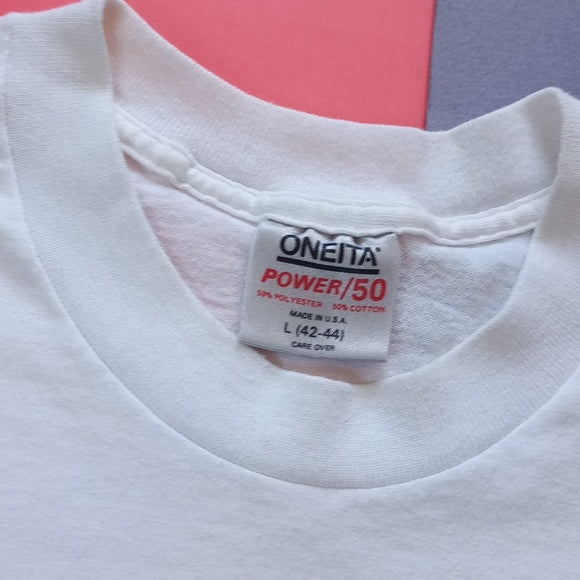 ONEITA®
POWER/50
50% POLYESTER 50% COTTON
MADE IN U.S.A.
L (42-44)
CARE OVER